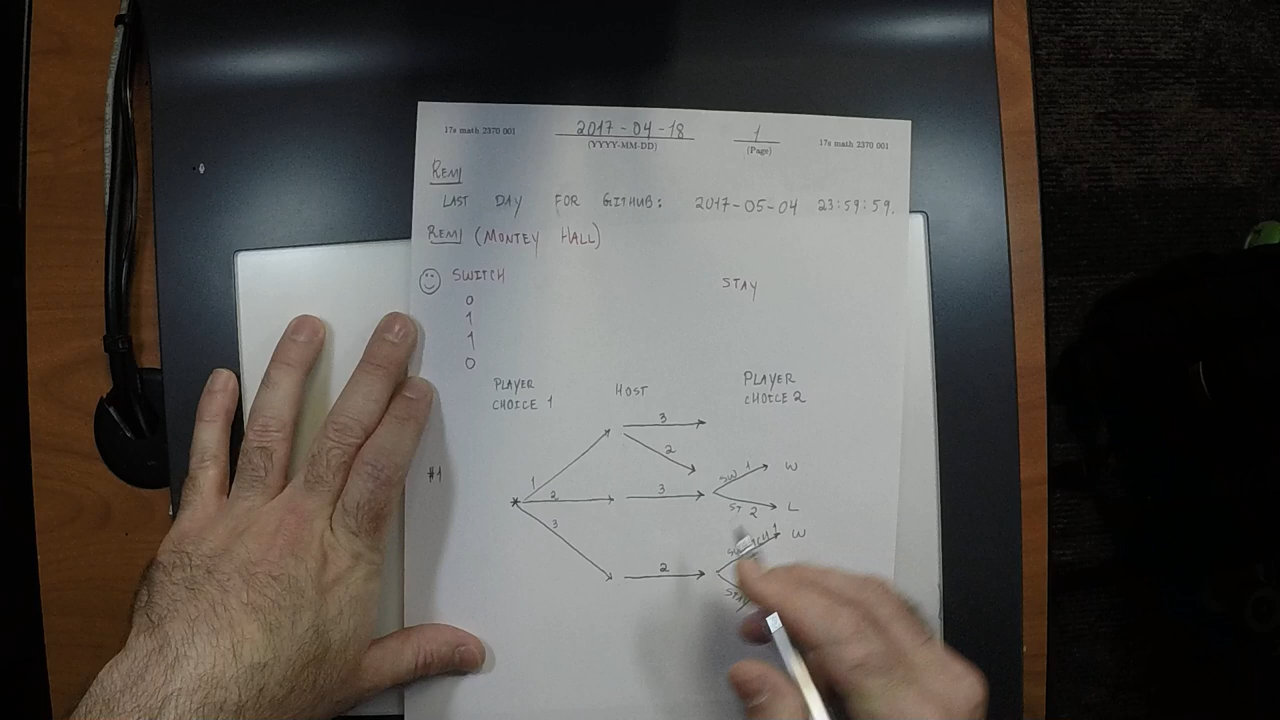 17s math 2370 001 2017-04-18 1 17s math 2370 001
(YYYY-MM-DD) (Page)
REM
LAST DAY FOR GITHUB: 2017-05-04 23:59:59.
REM (MONTEY HALL)
SWITCH STAY
0
1
1
0
PLAYER HOST PLAYER
CHOICE 1 CHOICE 2
3
2
#1 1 SW 1 W
2 3 ST 2 L
3 1 W
2 STAY